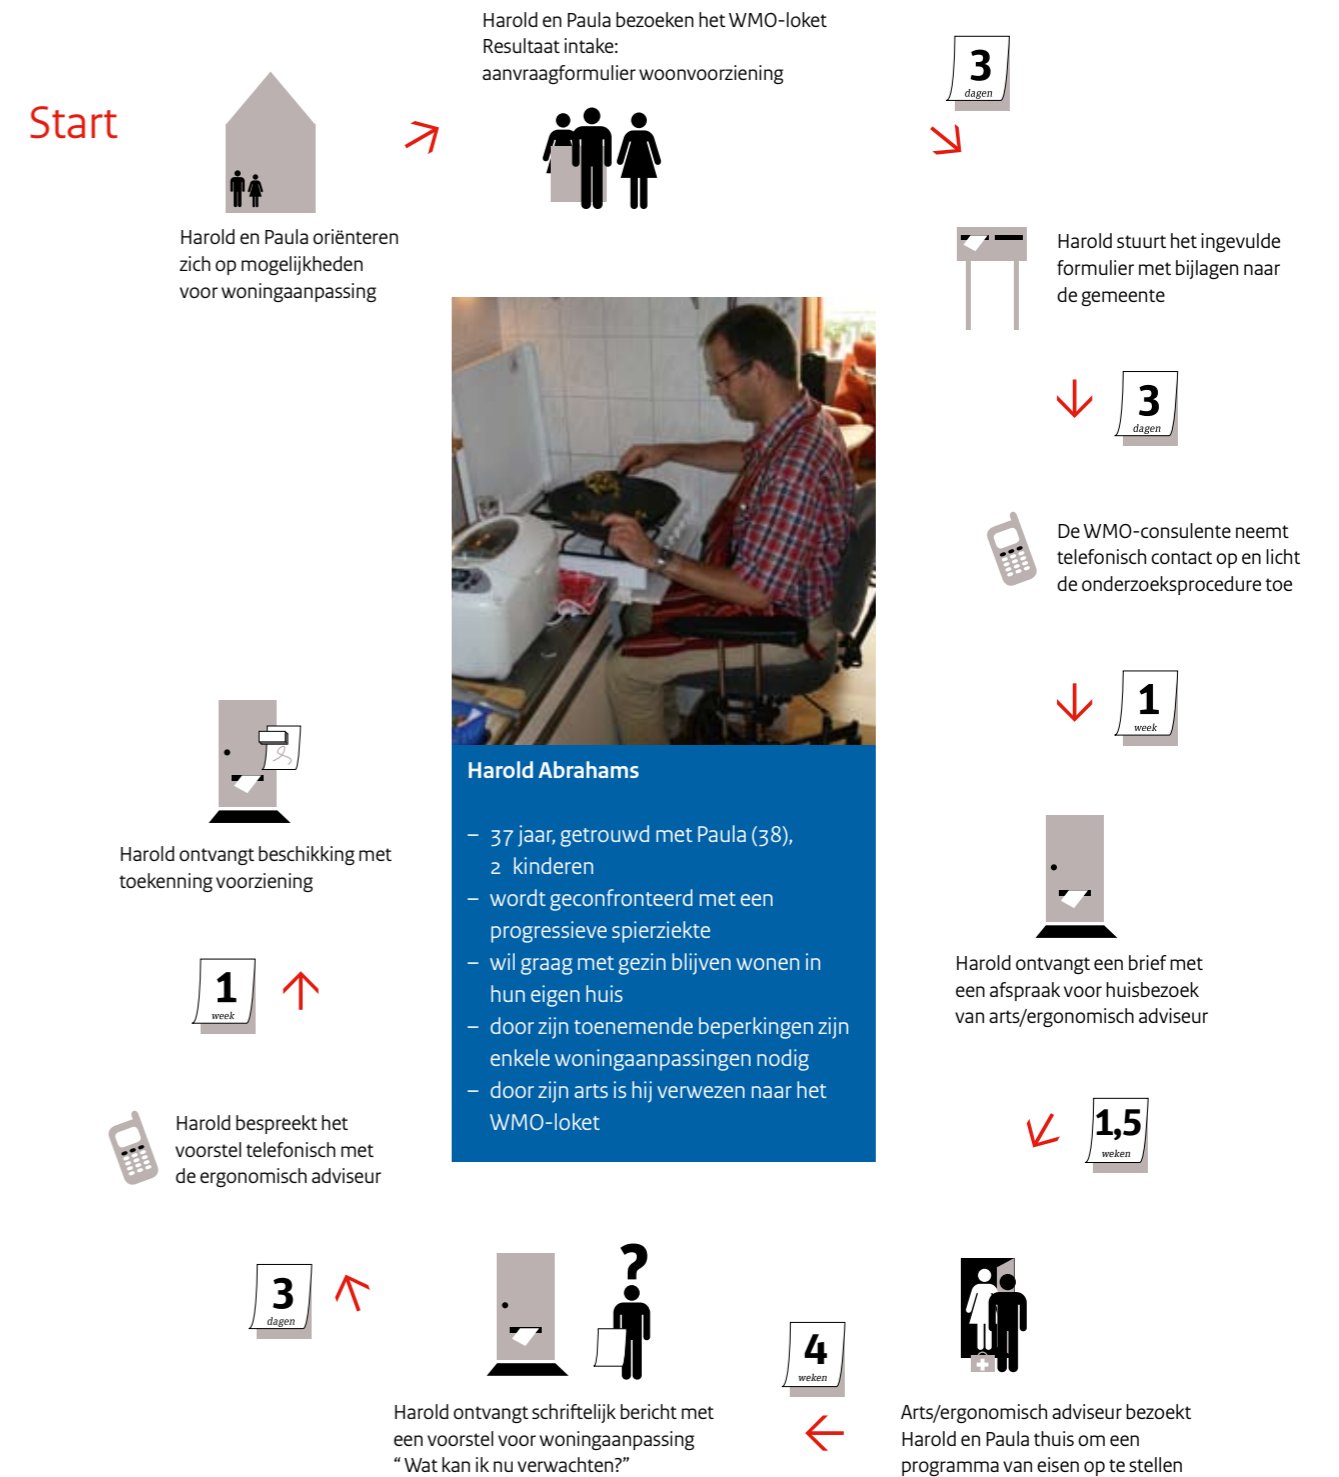 Start
Harold en Paula oriënteren
zich op mogelijkheden
voor woningaanpassing
Harold en Paula bezoeken het WMO-loket
Resultaat intake:
aanvraagformulier woonvoorziening
3
dagen
Harold stuurt het ingevulde
formulier met bijlagen naar
de gemeente
3
dagen
De WMO-consulente neemt
telefonisch contact op en licht
de onderzoeksprocedure toe
1
week
Harold ontvangt een brief met
een afspraak voor huisbezoek
van arts/ergonomisch adviseur
1,5
weken
Arts/ergonomisch adviseur bezoekt
Harold en Paula thuis om een
programma van eisen op te stellen
4
weken
?
Harold ontvangt schriftelijk bericht met
een voorstel voor woningaanpassing
“ Wat kan ik nu verwachten?”
3
dagen
Harold bespreekt het
voorstel telefonisch met
de ergonomisch adviseur
1
week
Harold ontvangt beschikking met
toekenning voorziening
Harold Abrahams
– 37 jaar, getrouwd met Paula (38),
2 kinderen
– wordt geconfronteerd met een
progressieve spierziekte
– wil graag met gezin blijven wonen in
hun eigen huis
– door zijn toenemende beperkingen zijn
enkele woningaanpassingen nodig
– door zijn arts is hij verwezen naar het
WMO-loket